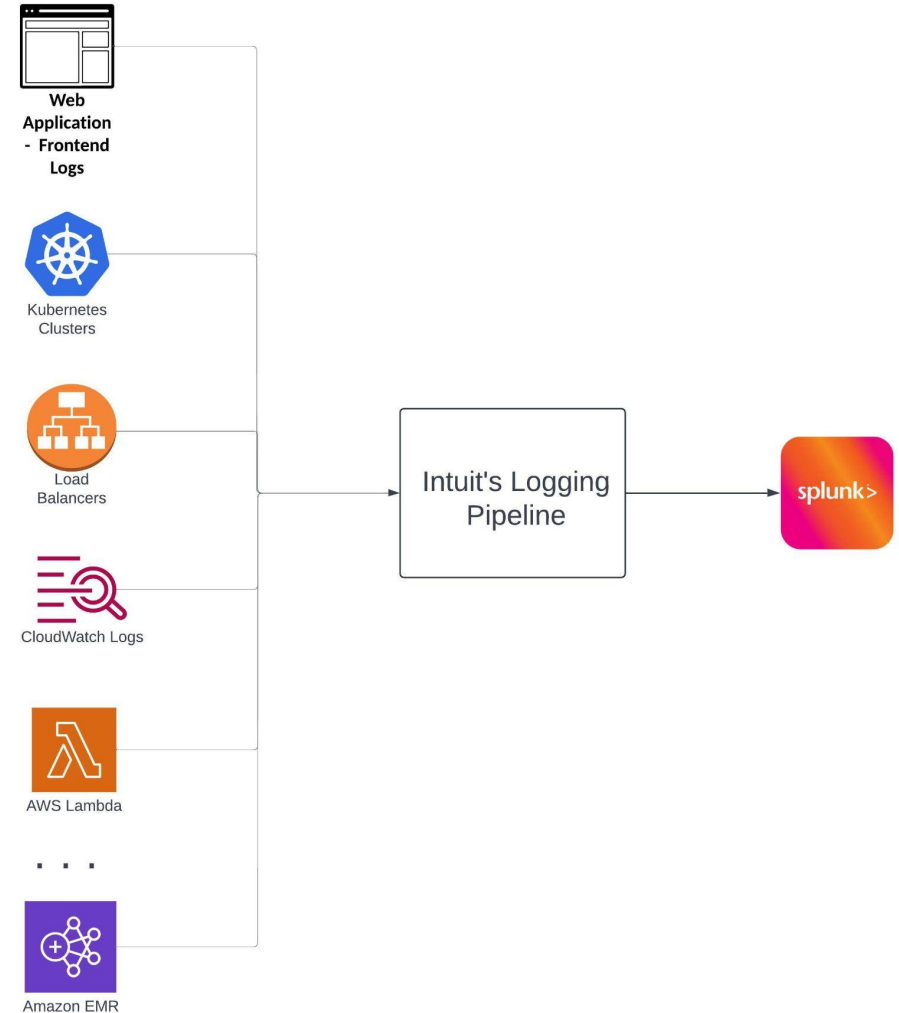 Web
Application
- Frontend
Logs
Kubernetes
Clusters
Load
Balancers
CloudWatch Logs
AWS Lambda
. . .
Amazon EMR
Intuit's Logging
Pipeline
splunk>